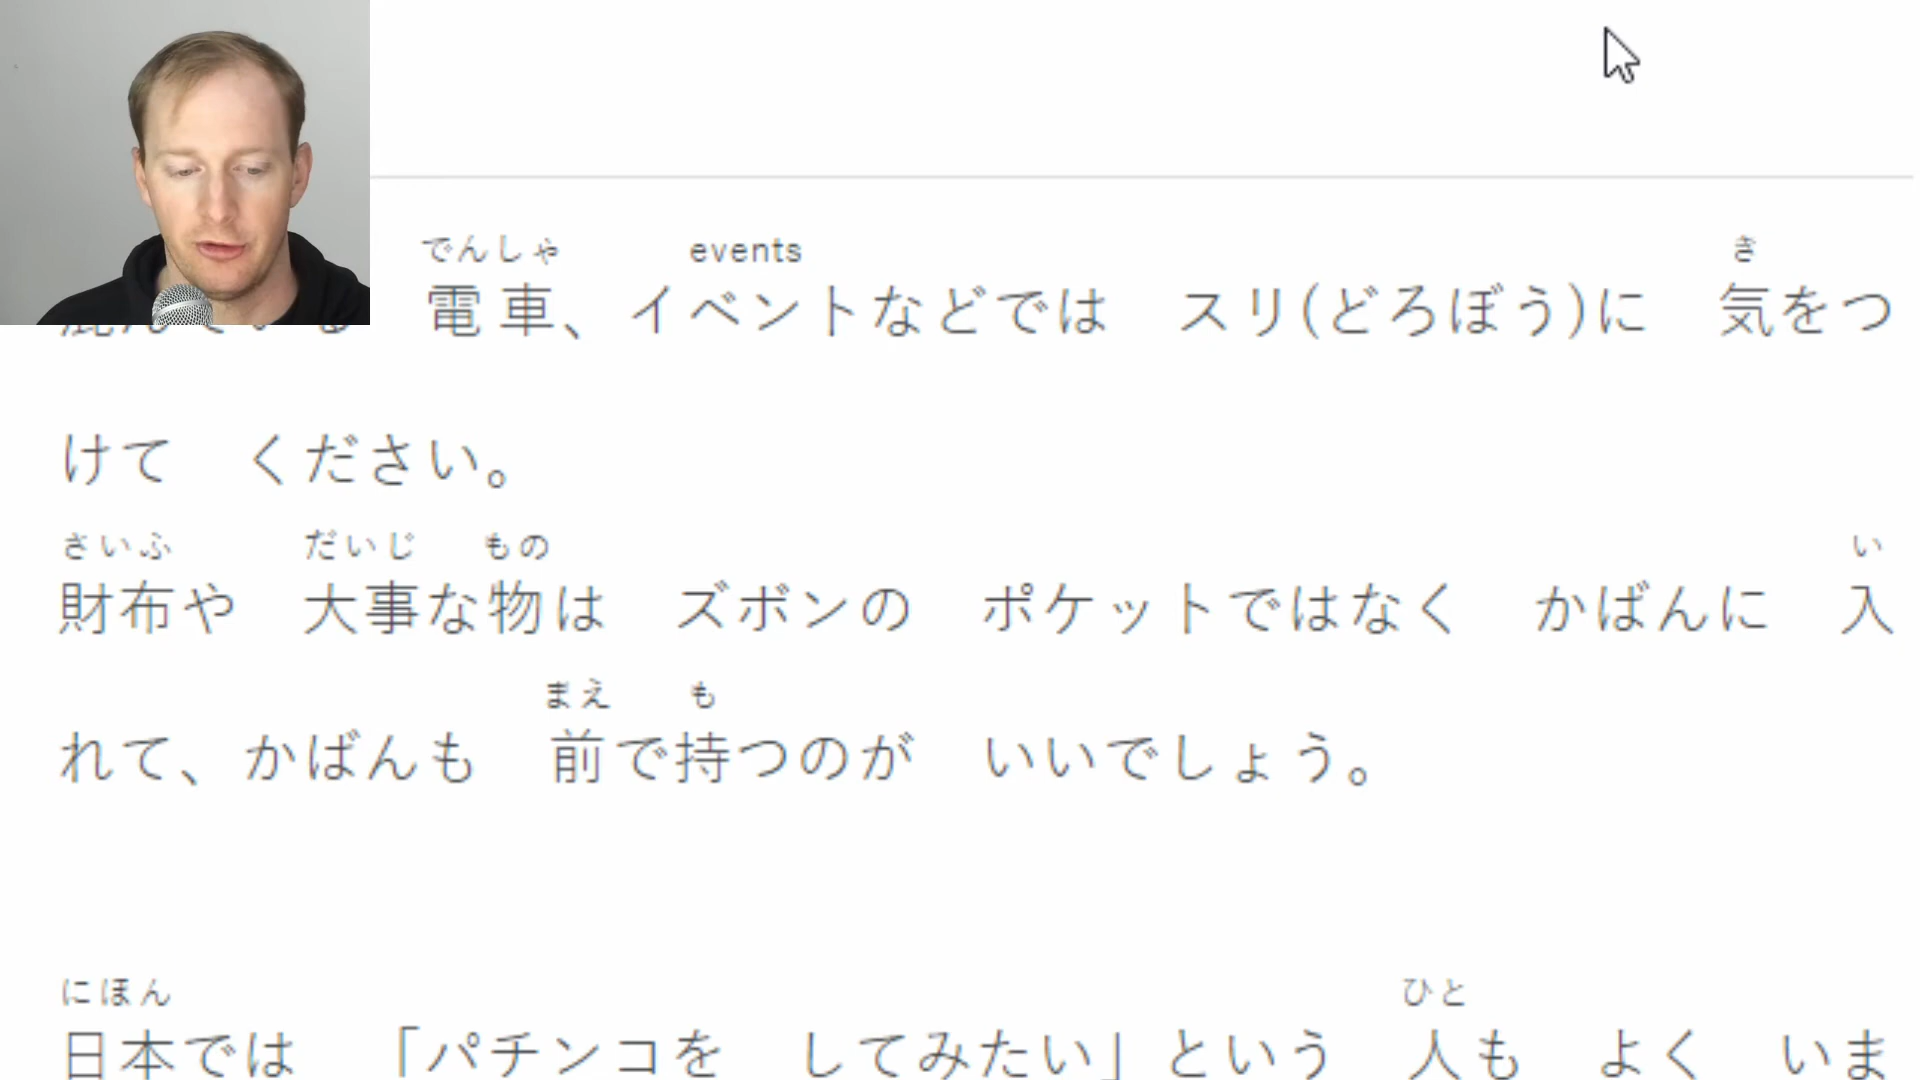 でんしゃ events き
電車、イベントなどでは スリ(どろぼう)に 気をつ
けて ください。
さいふ だいじ もの い
財布や 大事な物は ズボンの ポケットではなく かばんに 入
まえ も
れて、かばんも 前で持つのが いいでしょう。
にほん ひと
日本では 「パチンコを してみたい」という 人も よく いま